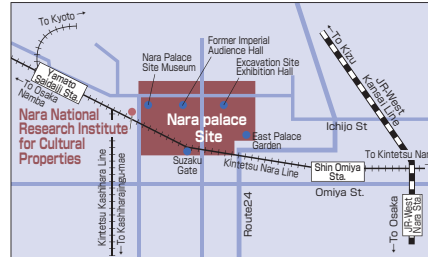 To Kyoto
Former Imperial
Audience Hall
Nara Palace
Site Museum
Excavation Site
Exhibition Hall
To Kizu
JR-West
Kansai Line
Yamato
Saidaiji Sta.
To Osaka
Namba
Nara National
Research Institute
for Cultural
Properties
Nara palace
Site
Ichijo St
East Palace
Garden
To Kintetsu Nara
Suzaku
Gate
Kintetsu Nara Line
Shin Omiya
Sta.
Omiya St.
Kintetsu Kashihara Line
To Kashiharaingu-mae
Route24
To Osaka
JR-West
Nara Sta.